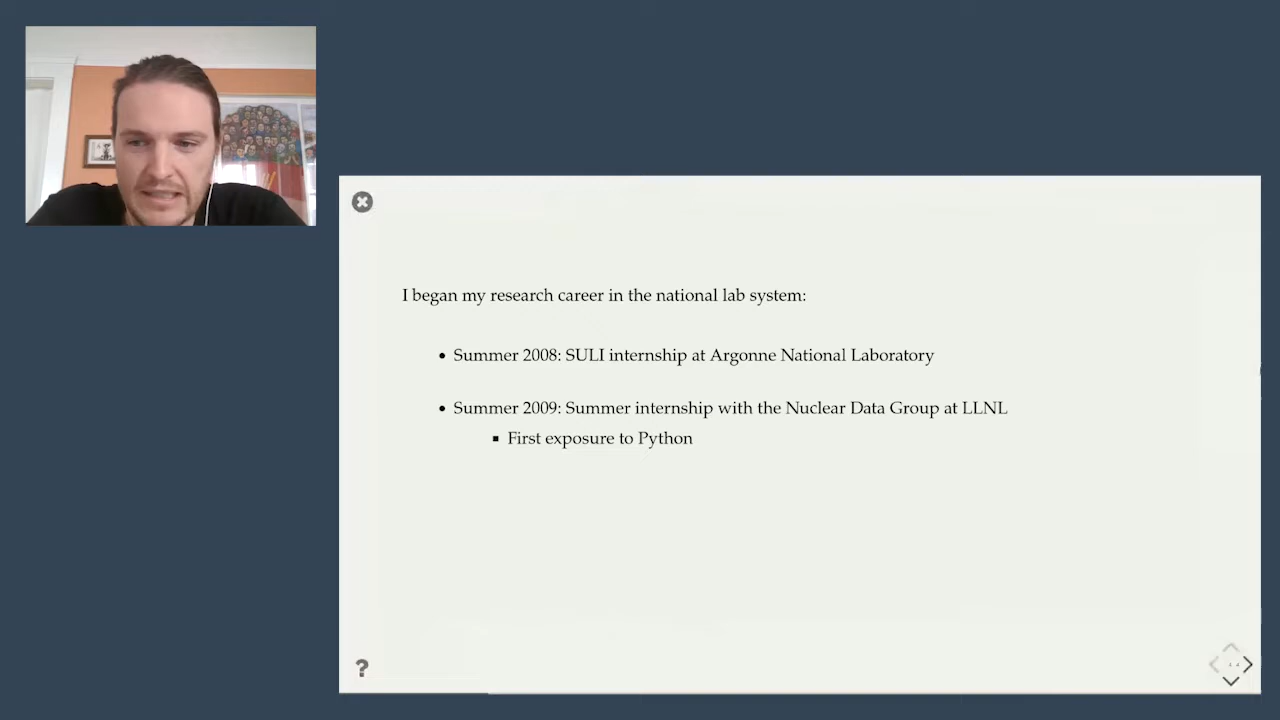 I began my research career in the national lab system:
• Summer 2008: SULI internship at Argonne National Laboratory
• Summer 2009: Summer internship with the Nuclear Data Group at LLNL
▪ First exposure to Python
?